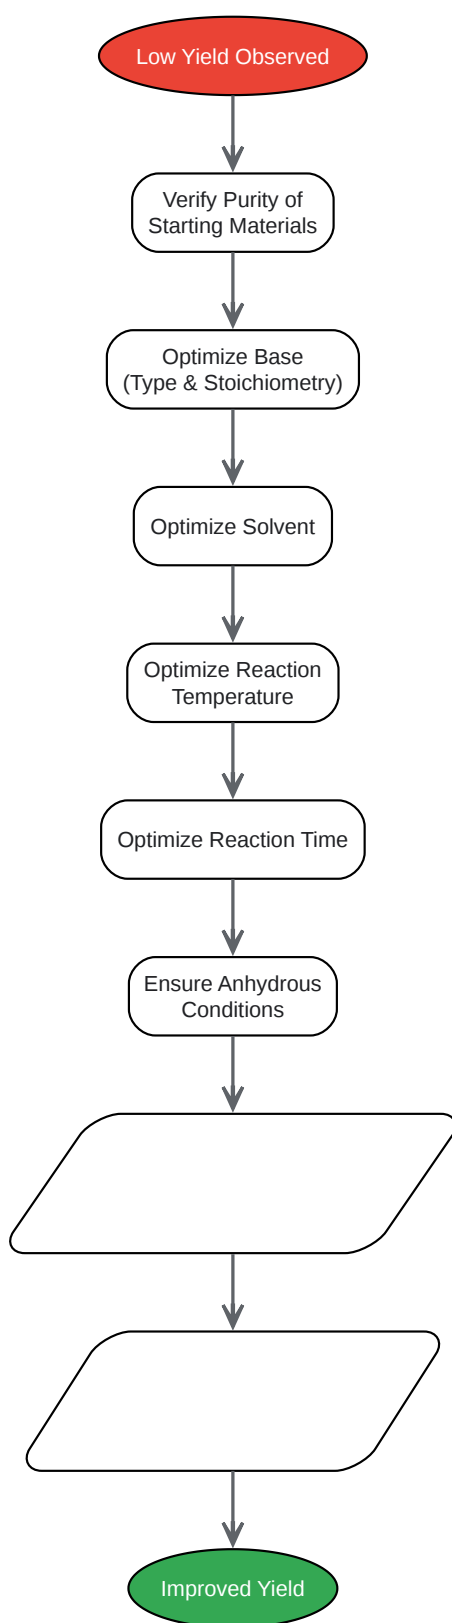 Low Yield Observed
Verify Purity of
Starting Materials
Optimize Base
(Type & Stoichiometry)
Optimize Solvent
Optimize Reaction
Temperature
Optimize Reaction Time
Ensure Anhydrous
Conditions
Improved Yield